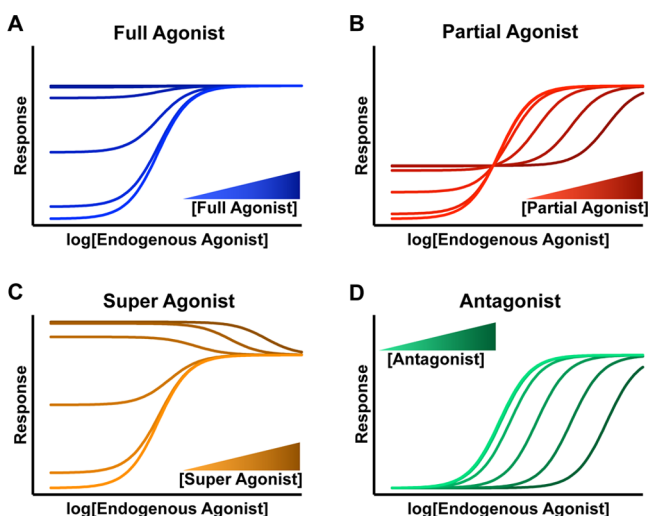 A
Full Agonist
Response
[Full Agonist]
log[Endogenous Agonist]
B
Partial Agonist
Response
[Partial Agonist]
log[Endogenous Agonist]
C
Super Agonist
Response
[Super Agonist]
log[Endogenous Agonist]
D
Antagonist
[Antagonist]
Response
log[Endogenous Agonist]